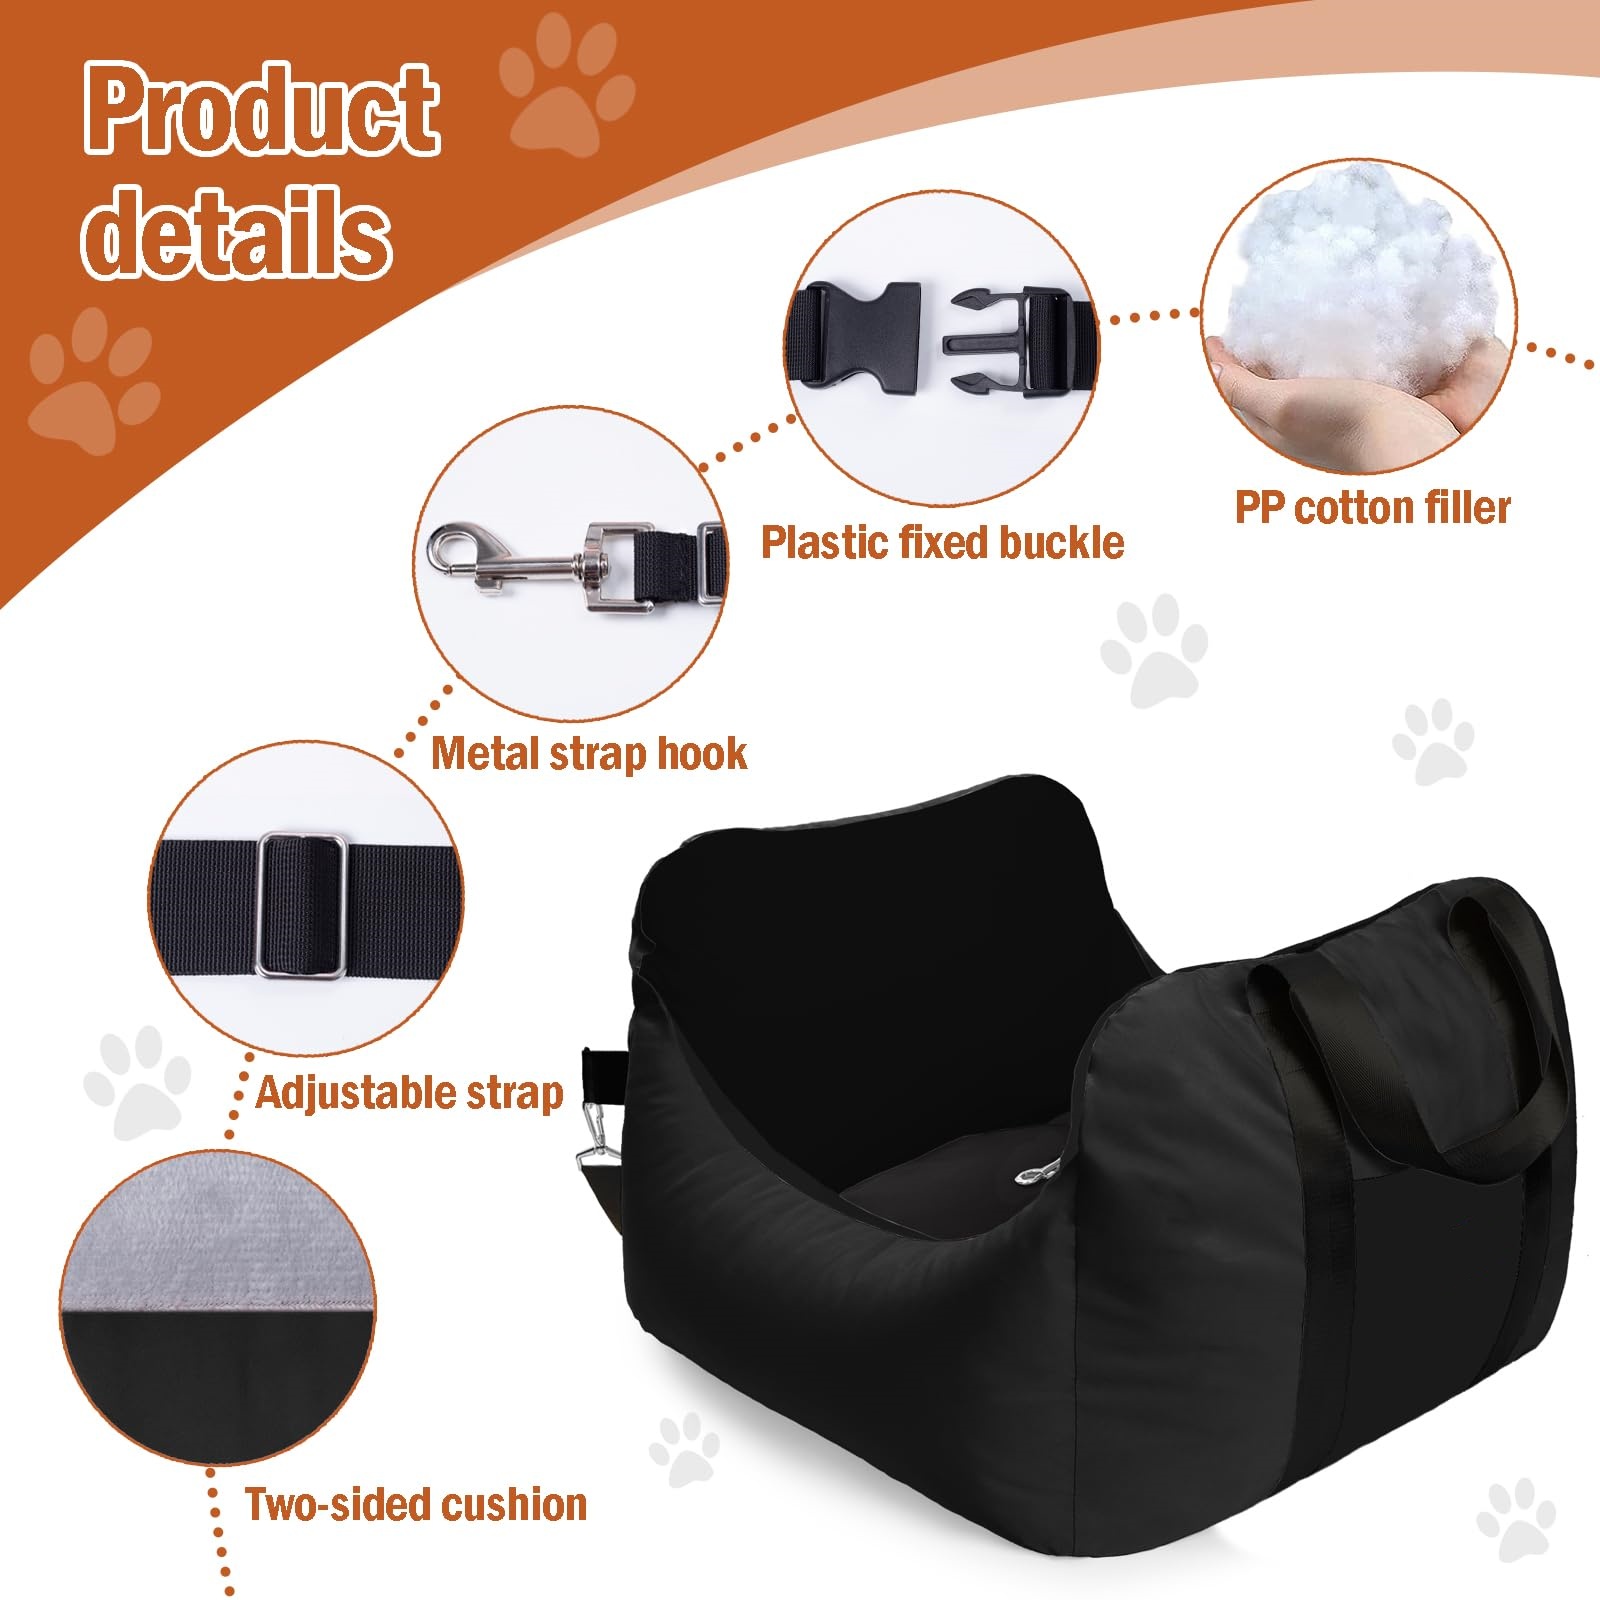 Product
details
PP cotton filler
Plastic fixed buckle
Metal strap hook
Adjustable strap
Two-sided cushion